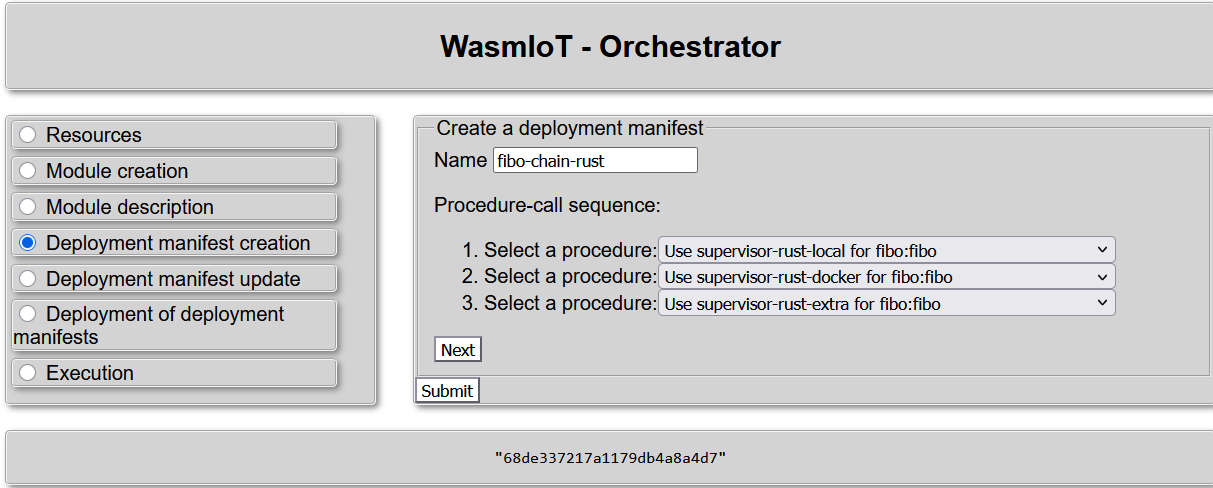 WasmIoT - Orchestrator
Resources
Module creation
Module description
Deployment manifest creation
Deployment manifest update
Deployment of deployment
manifests
Execution
Create a deployment manifest
Name fibo-chain-rust
Procedure-call sequence:
1. Select a procedure: Use supervisor-rust-local for fibo:fibo
2. Select a procedure: Use supervisor-rust-docker for fibo:fibo
3. Select a procedure: Use supervisor-rust-extra for fibo:fibo
Next
Submit
"68de337217a1179db4a8a4d7"